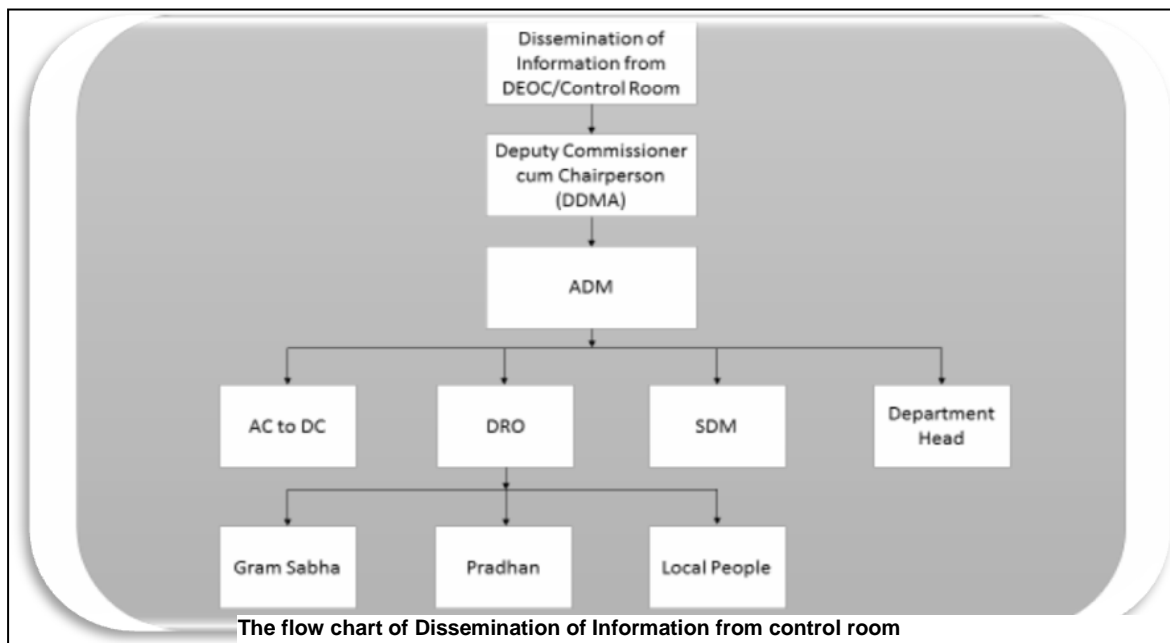 Dissemination of
Information from
DEOC/Control Room
Deputy Commissioner
cum Chairperson
(DDMA)
ADM
AC to DC
DRO
SDM
Department
Head
Gram Sabha
Pradhan
Local People
The flow chart of Dissemination of Information from control room